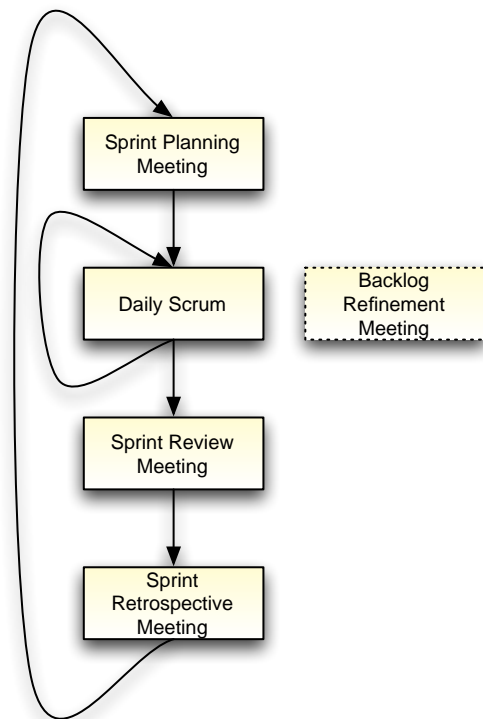 Sprint Planning
Meeting
Daily Scrum
Backlog
Refinement
Meeting
Sprint Review
Meeting
Sprint
Retrospective
Meeting